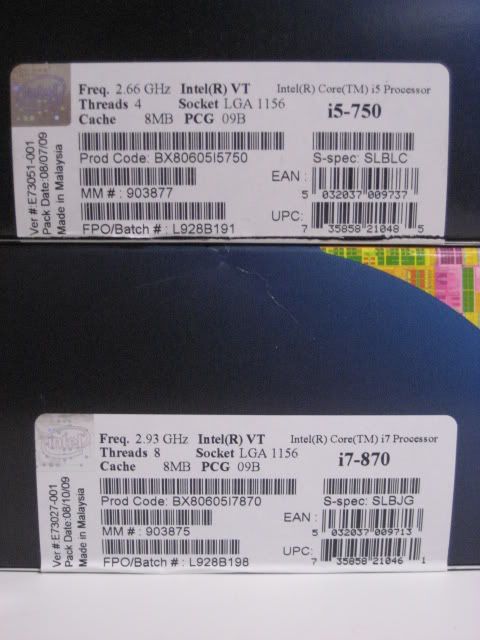 intel
Freq. 2.66 GHz Intel(R) VT Intel(R) Core(TM) i5 Processor
Threads 4 Socket LGA 1156 i5-750
Cache 8MB PCG 09B
Prod Code: BX80605I5750 S-spec: SLBLC
MM # : 903877 EAN :
5 032037 009737
FPO/Batch # : L928B191 UPC:
7 35858 21048 5
Ver #:E73051-001
Pack Date:08/07/09
Made in Malaysia
intel
Freq. 2.93 GHz Intel(R) VT Intel(R) Core(TM) i7 Processor
Threads 8 Socket LGA 1156 i7-870
Cache 8MB PCG 09B
Prod Code: BX80605I7870 S-spec: SLBJG
MM # : 903875 EAN :
5 032037 009713
FPO/Batch # : L928B198 UPC:
7 35858 21046 1
Ver #:E73027-001
Pack Date:08/10/09
Made in Malaysia